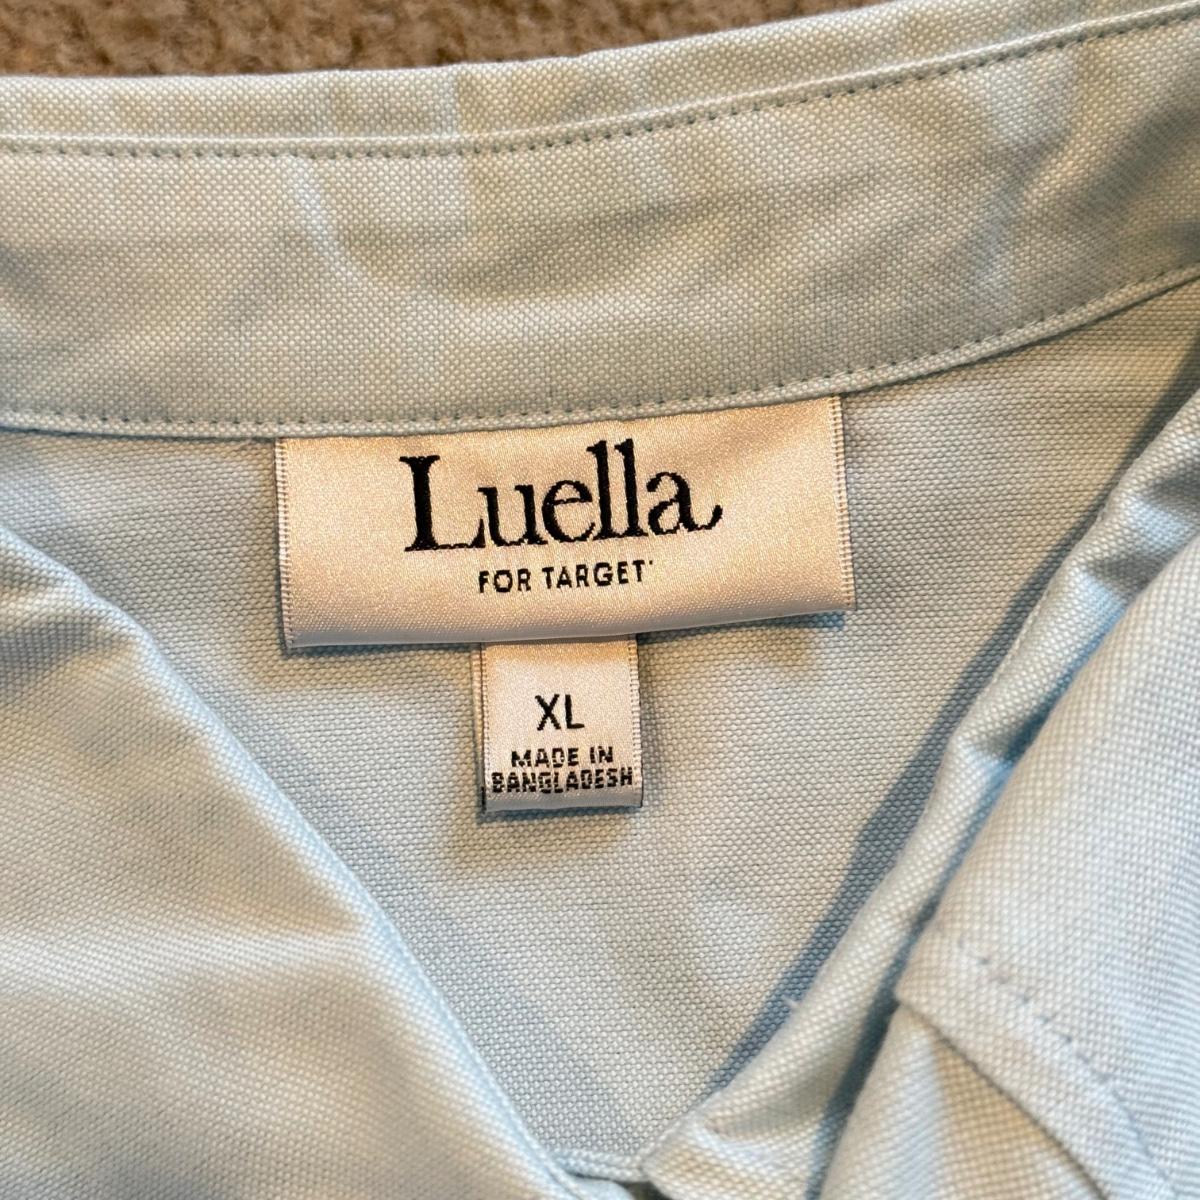 Luella
FOR TARGET
XL
MADE IN
BANGLADESH